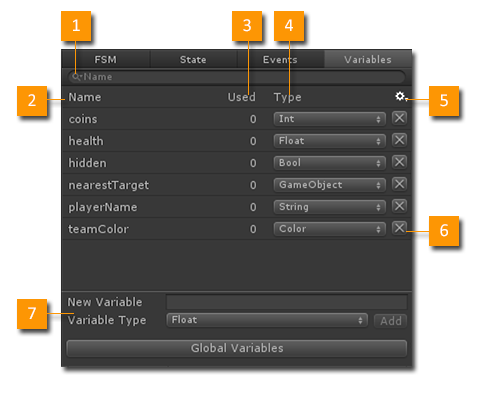 1 3 4
FSM State Events Variables
Name
2 Name Used Type 5
coins 0 Int
health 0 Float
hidden 0 Bool
nearestTarget 0 GameObject
playerName 0 String
teamColor 0 Color 6
New Variable
7 Variable Type Float Add
Global Variables